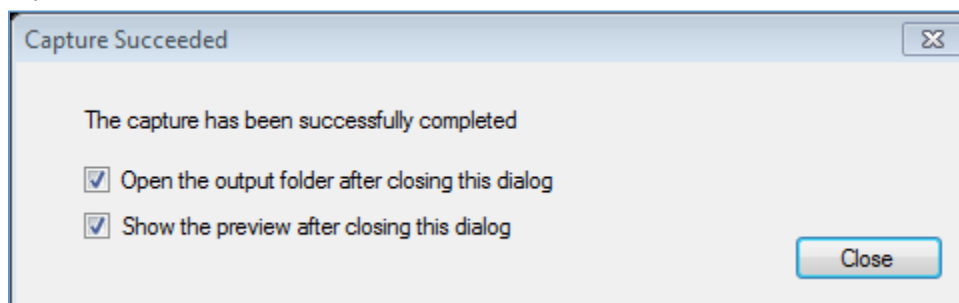 Capture Succeeded
The capture has been successfully completed
Open the output folder after closing this dialog
Show the preview after closing this dialog
Close